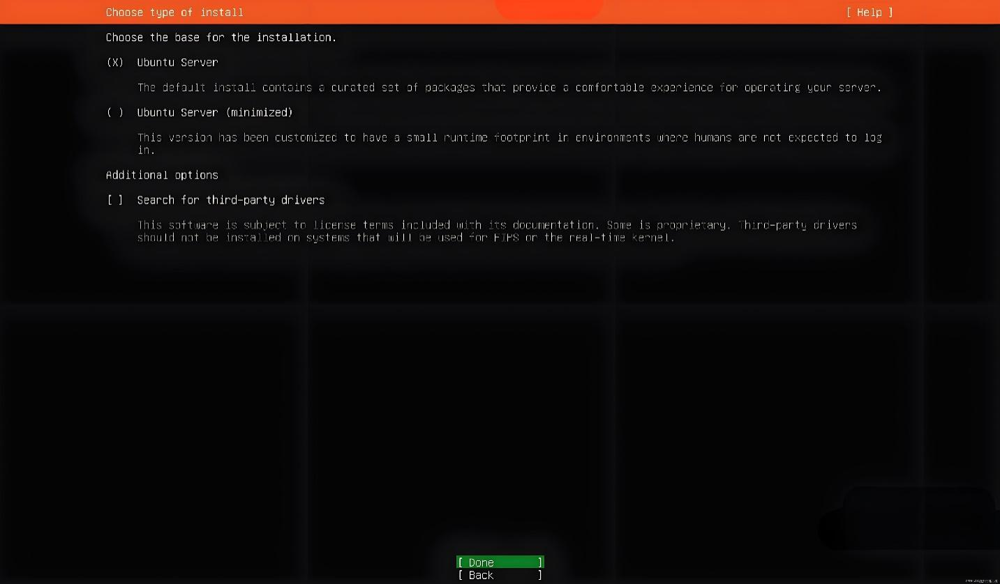 Choose type of install [ Help ]
Choose the base for the installation.
(X) Ubuntu Server
The default install contains a curated set of packages that provide a comfortable experience for operating your server.
( ) Ubuntu Server (minimized)
This version has been customized to have a small runtime footprint in environments where humans are not expected to log
in.
Additional options
[ ] Search for third-party drivers
This software is subject to license terms included with its documentation. Some is proprietary. Third-party drivers
should not be installed on systems that will be used for FIPS or the real-time kernel.
[ Done ]
[ Back ]